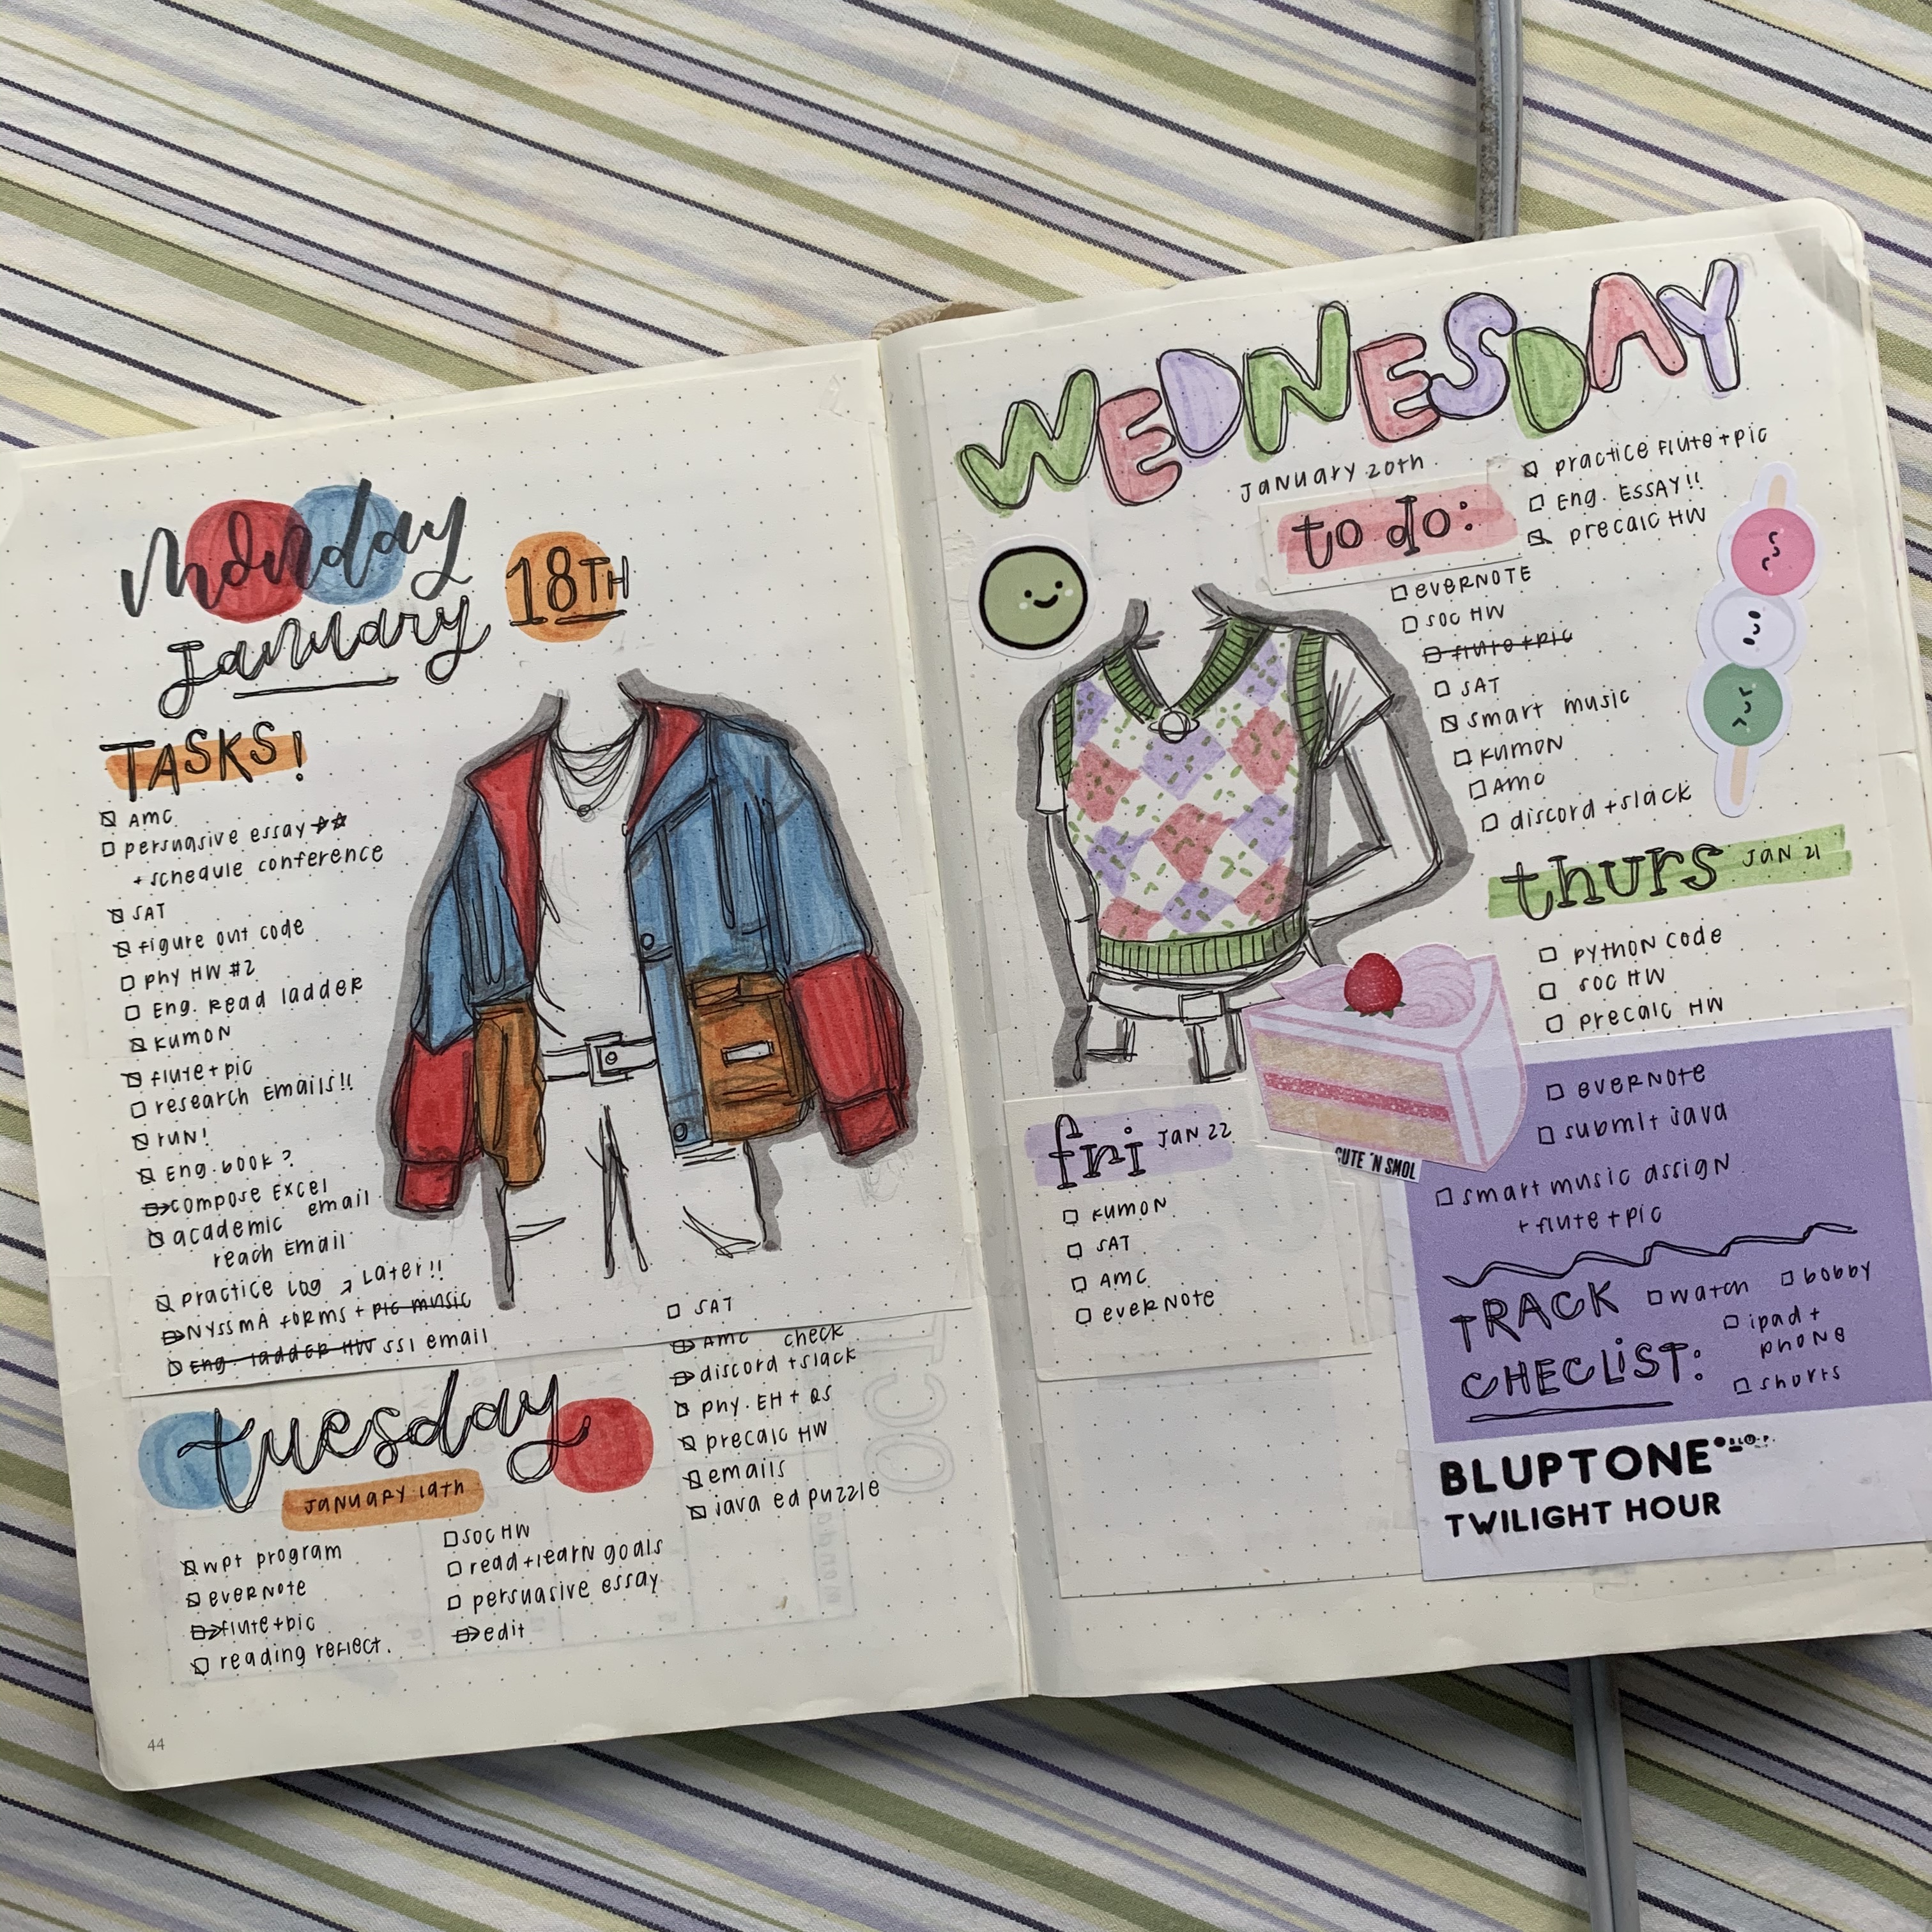 monday
january 18TH
TASKS!
AMC
persuasive essay
+ schedule conference
SAT
figure out code
phy HW #2
Eng. Read ladder
KUMON
flute + pic
research Emails!!
run!
Eng. book?
compose Excel
academic email
reach Email
practice log → Later!!
NYSSMA forms + pic music
Eng. ladder HW SSI email
tuesday
January 19th
wpt program
everNote
flute + pic
reading reflect.
SOC HW
read + learn goals
persuasive essay
edit
SAT
AMC check
discord + slack
phy. EH + QS
precalc HW
emails
java ed puzzle
OCT
44
WEDNESDAY
January 20th
to do:
practice flute + pic
Eng. ESSAY!!
precalc HW
everNOTE
SOC HW
flute + pic
SAT
smart music
KUMON
AMC
discord + slack
thurs JAN 21
python code
SOC HW
precalc HW
everNote
submit java
smart music assign
+ flute + pic
TRACK
CHECLIST:
watch
bobby
ipad +
phone
shorts
BLUPTONE
TWILIGHT HOUR
CUTE 'N SMOL
fri JAN 22
KUMON
SAT
AMC
everNote